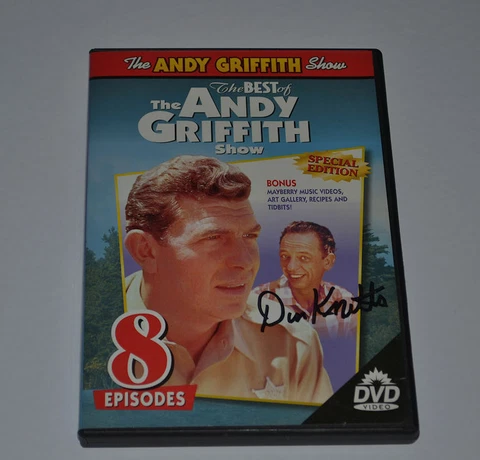 The ANDY GRIFFITH Show
The BEST of
The ANDY
GRIFFITH
Show
SPECIAL
EDITION
BONUS
MAYBERRY MUSIC VIDEOS,
ART GALLERY, RECIPES AND
TIDBITS!
Don Knotts
8
EPISODES
DVD
VIDEO